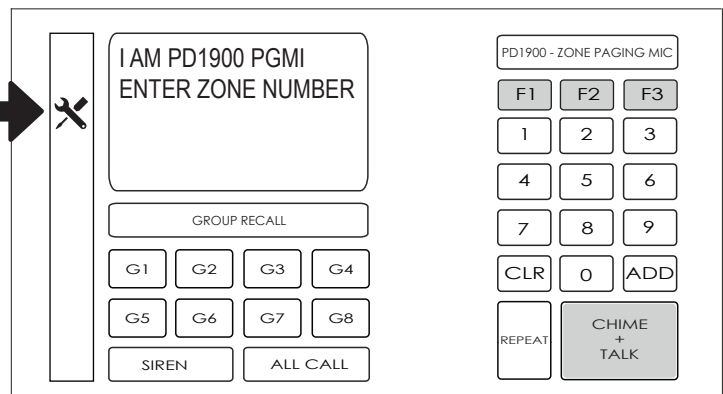 I AM PD1900 PGMI
ENTER ZONE NUMBER
GROUP RECALL
G1 G2 G3 G4
G5 G6 G7 G8
SIREN ALL CALL
PD1900 - ZONE PAGING MIC
F1 F2 F3
1 2 3
4 5 6
7 8 9
CLR 0 ADD
REPEAT
CHIME
+
TALK